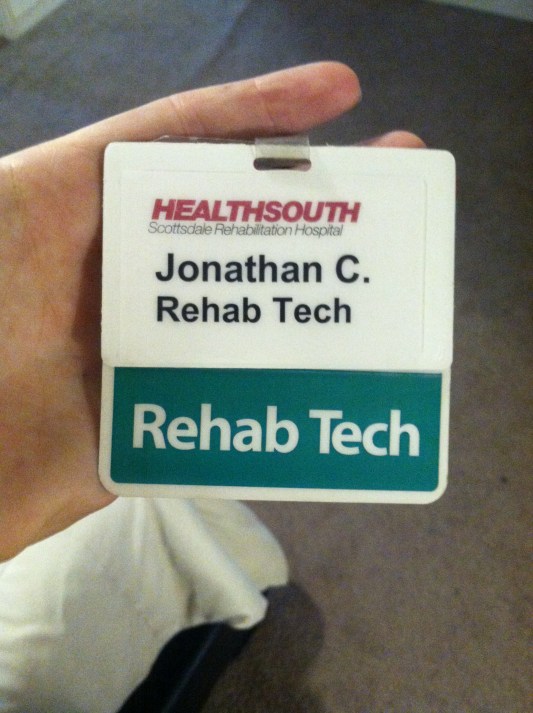 HEALTHSOUTH
Scottsdale Rehabilitation Hospital
Jonathan C.
Rehab Tech
Rehab Tech